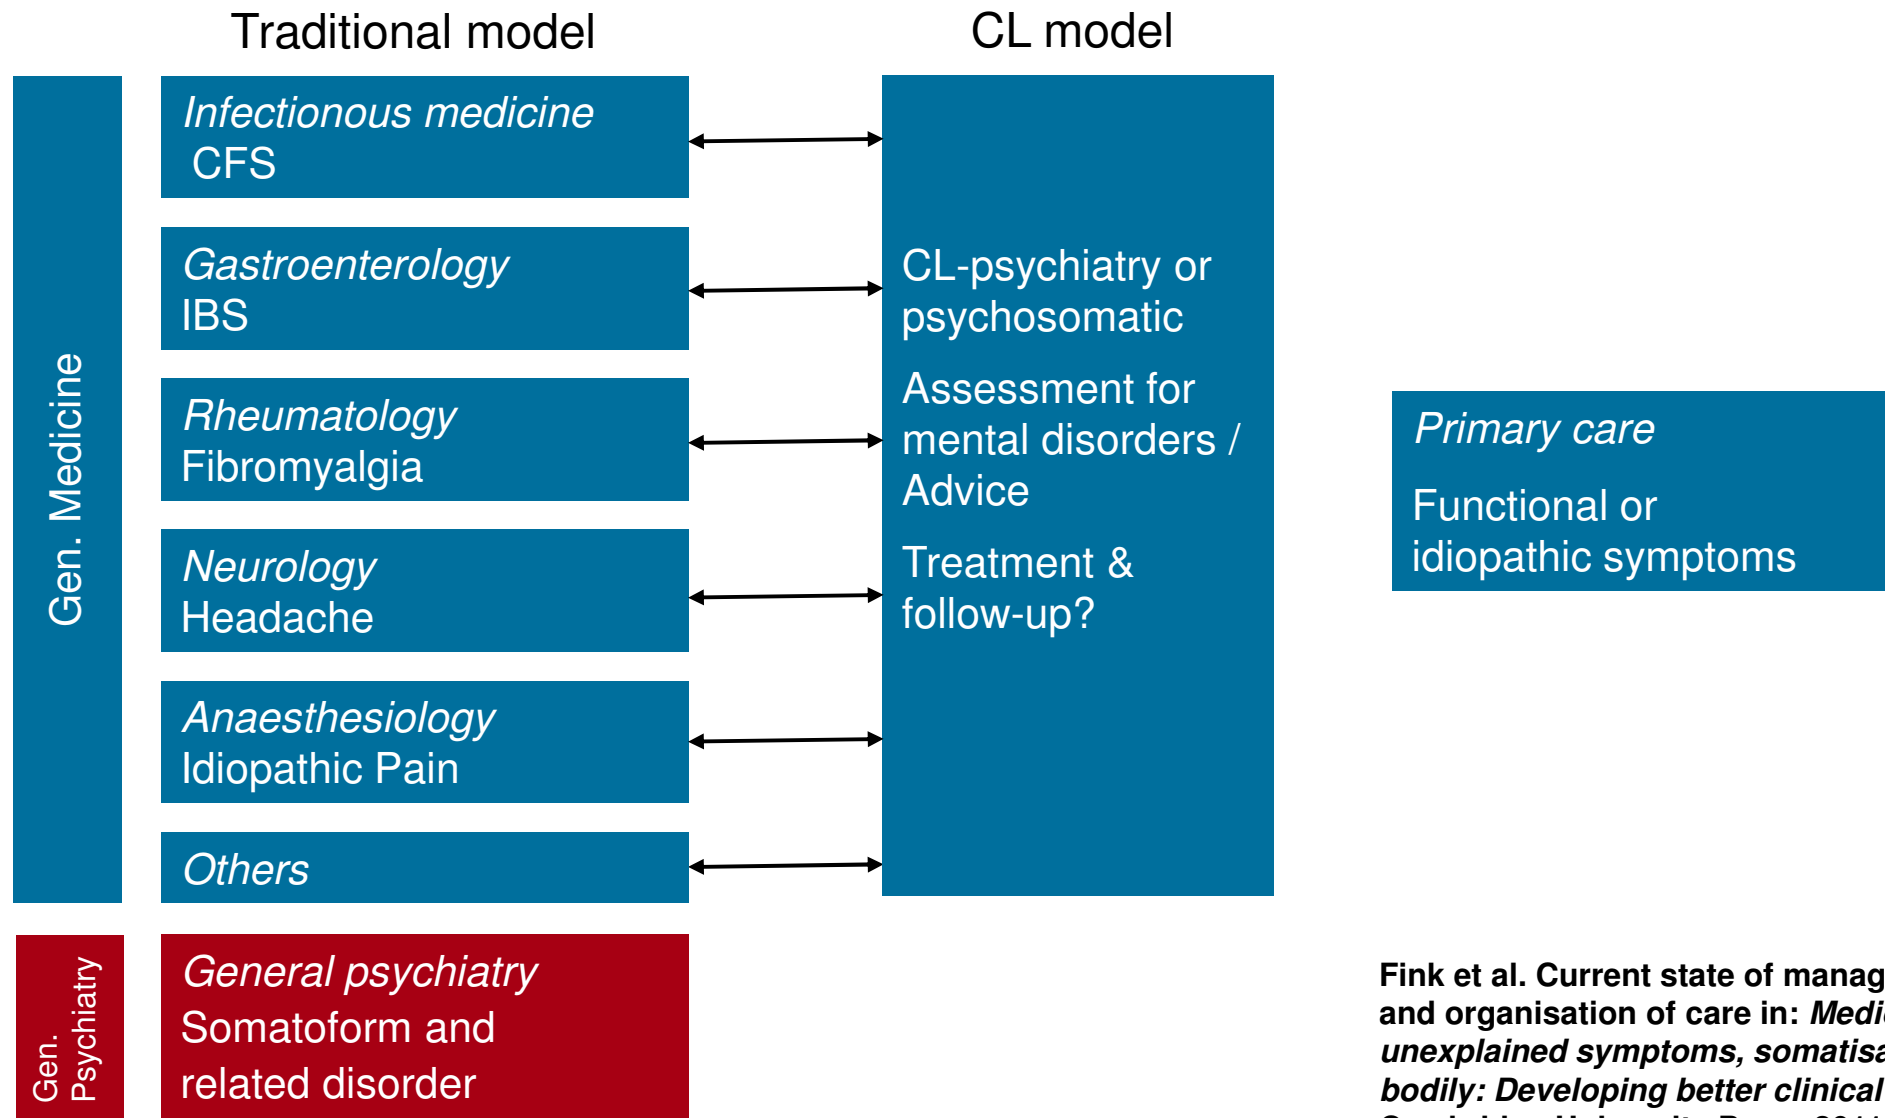 Traditional model
CL model
Gen. Medicine
Infectionous medicine
CFS
Gastroenterology
IBS
Rheumatology
Fibromyalgia
Neurology
Headache
Anaesthesiology
Idiopathic Pain
Others
CL-psychiatry or
psychosomatic
Assessment for
mental disorders /
Advice
Treatment &
follow-up?
Primary care
Functional or
idiopathic symptoms
Gen.
Psychiatry
General psychiatry
Somatoform and
related disorder
Fink et al. Current state of manag
and organisation of care in: Medic
unexplained symptoms, somatisa
bodily: Developing better clinical